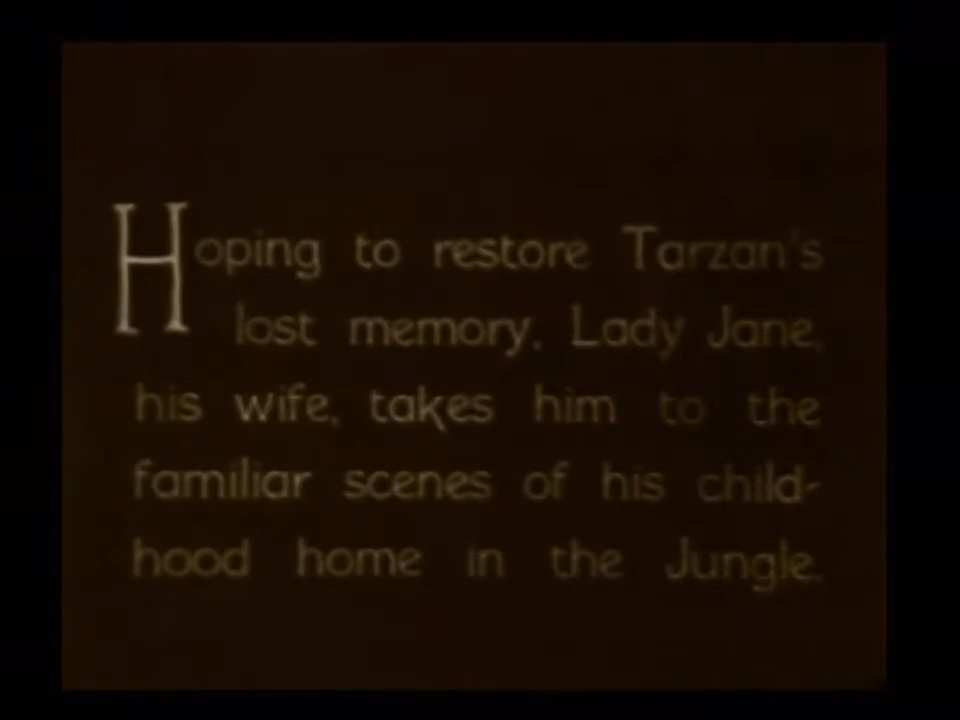 Hoping to restore Tarzan's
lost memory, Lady Jane,
his wife, takes him to the
familiar scenes of his child-
hood home in the Jungle.